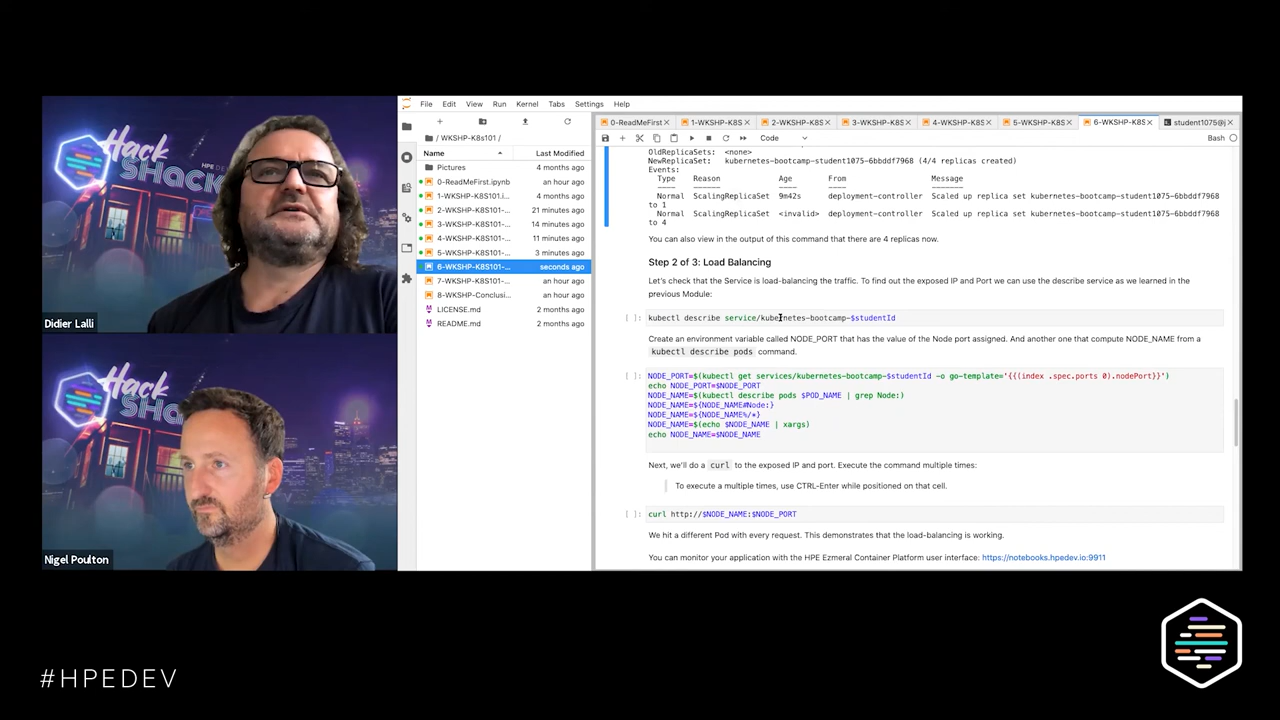 Hack
Shack
HPE DEV
Didier Lalli
Hack
Shack
Nigel Poulton
File Edit View Run Kernel Tabs Settings Help
/ WKSHP-K8s101 /
Name Last Modified
Pictures 4 months ago
0-ReadMeFirst.ipynb an hour ago
1-WKSHP-K8S101.i... 4 months ago
2-WKSHP-K8S101-... 21 minutes ago
3-WKSHP-K8S101-... 14 minutes ago
4-WKSHP-K8S101-... 11 minutes ago
5-WKSHP-K8S101-... 3 minutes ago
6-WKSHP-K8S101-... seconds ago
7-WKSHP-K8S101-... an hour ago
8-WKSHP-Conclusi... an hour ago
LICENSE.md 2 months ago
README.md 2 months ago
0-ReadMeFirst 1-WKSHP-K8S 2-WKSHP-K8S 3-WKSHP-K8S 4-WKSHP-K8S 5-WKSHP-K8S 6-WKSHP-K8S student1075@j
Code Bash
OldReplicaSets: <none>
NewReplicaSet: kubernetes-bootcamp-student1075-6bbddf7968 (4/4 replicas created)
Events:
Type Reason Age From Message
---- ------ ---- ---- -------
Normal ScalingReplicaSet 9m42s deployment-controller Scaled up replica set kubernetes-bootcamp-student1075-6bbddf7968
to 1
Normal ScalingReplicaSet <invalid> deployment-controller Scaled up replica set kubernetes-bootcamp-student1075-6bbddf7968
to 4
You can also view in the output of this command that there are 4 replicas now.
Step 2 of 3: Load Balancing
Let's check that the Service is load-balancing the traffic. To find out the exposed IP and Port we can use the describe service as we learned in the
previous Module:
[ ]: kubectl describe service/kubernetes-bootcamp-$studentId
Create an environment variable called NODE_PORT that has the value of the Node port assigned. And another one that compute NODE_NAME from a
kubectl describe pods command.
[ ]: NODE_PORT=$(kubectl get services/kubernetes-bootcamp-$studentId -o go-template='{{(index .spec.ports 0).nodePort}}')
echo NODE_PORT=$NODE_PORT
NODE_NAME=$(kubectl describe pods $POD_NAME | grep Node:)
NODE_NAME=${NODE_NAME#Node:}
NODE_NAME=${NODE_NAME%/*}
NODE_NAME=$(echo $NODE_NAME | xargs)
echo NODE_NAME=$NODE_NAME
Next, we'll do a curl to the exposed IP and port. Execute the command multiple times:
To execute a multiple times, use CTRL-Enter while positioned on that cell.
[ ]: curl http://$NODE_NAME:$NODE_PORT
We hit a different Pod with every request. This demonstrates that the load-balancing is working.
You can monitor your application with the HPE Ezmeral Container Platform user interface: https://notebooks.hpedev.io:9911
#HPEDEV